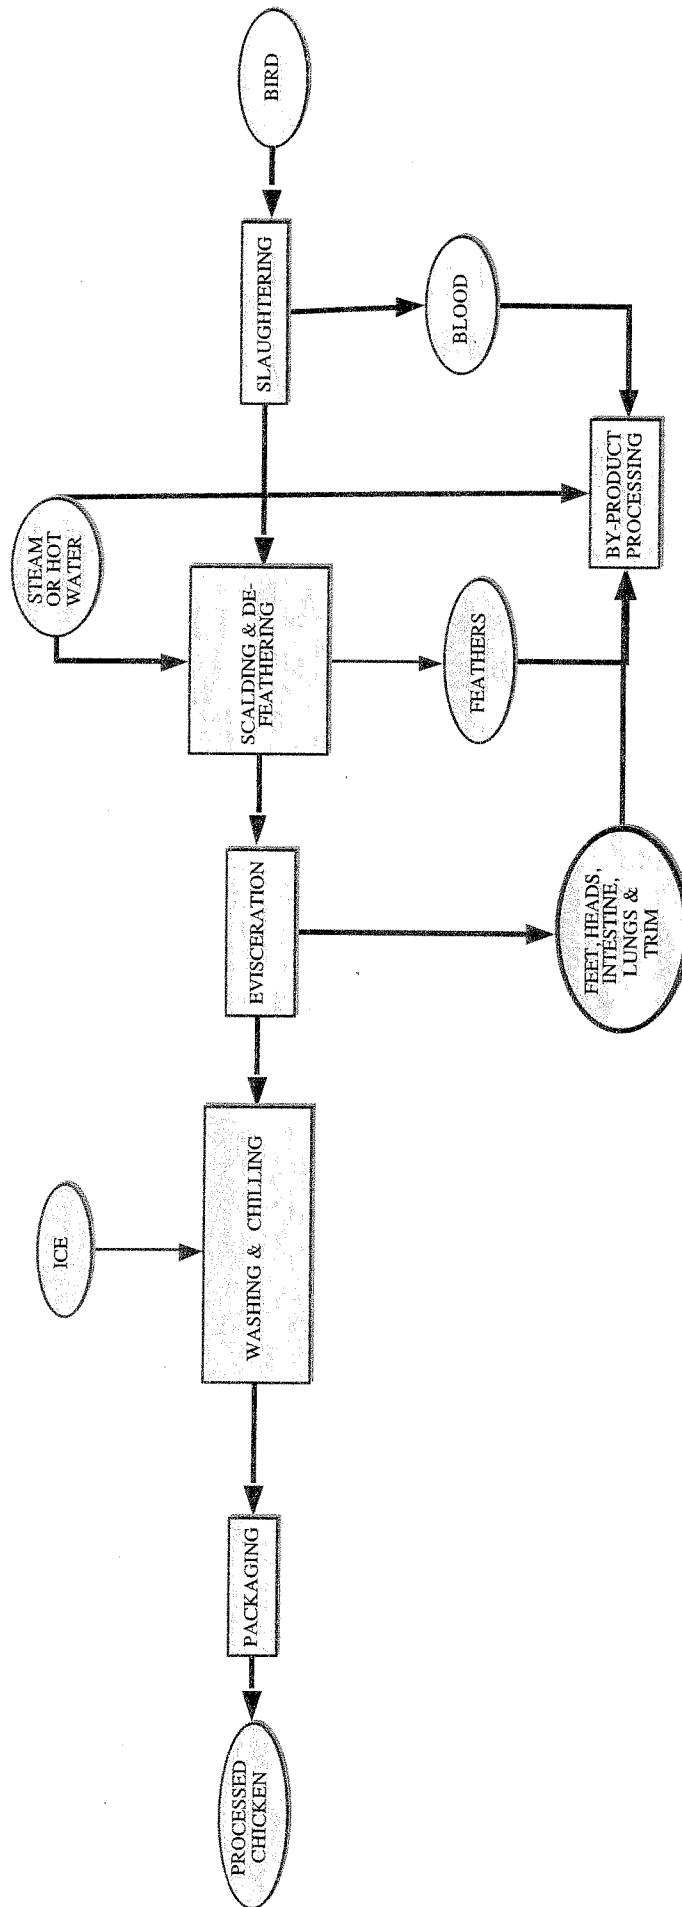 BIRD
SLAUGHTERING
BLOOD
STEAM
OR HOT
WATER
BY-PRODUCT
PROCESSING
SCALDING & DE-
FEATHERING
FEATHERS
EVISCERATION
FEET, HEADS,
INTESTINE,
LUNGS &
TRIM
ICE
WASHING & CHILLING
PACKAGING
PROCESSED
CHICKEN